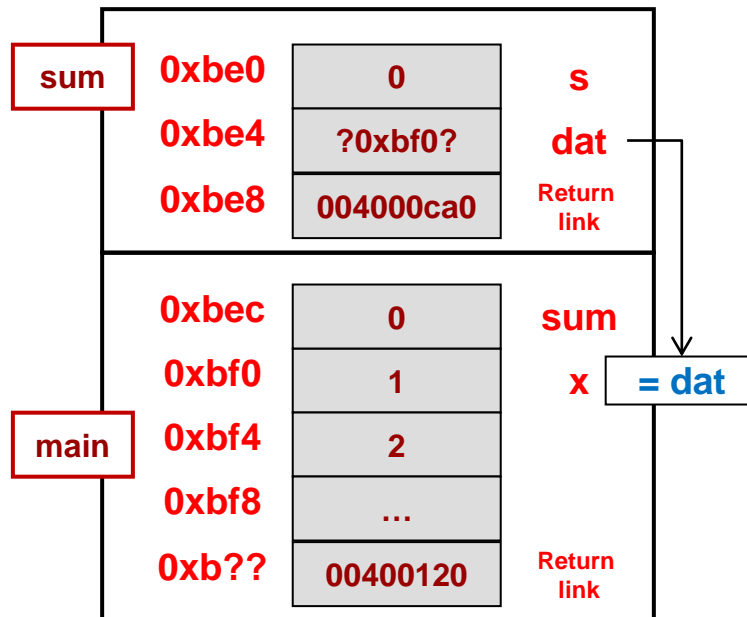 sum
0xbe0 0 s
0xbe4 ?0xbf0? dat
0xbe8 004000ca0 Return
link
0xbec 0 sum
0xbf0 1 x = dat
main
0xbf4 2
0xbf8 ...
0xb?? 00400120 Return
link